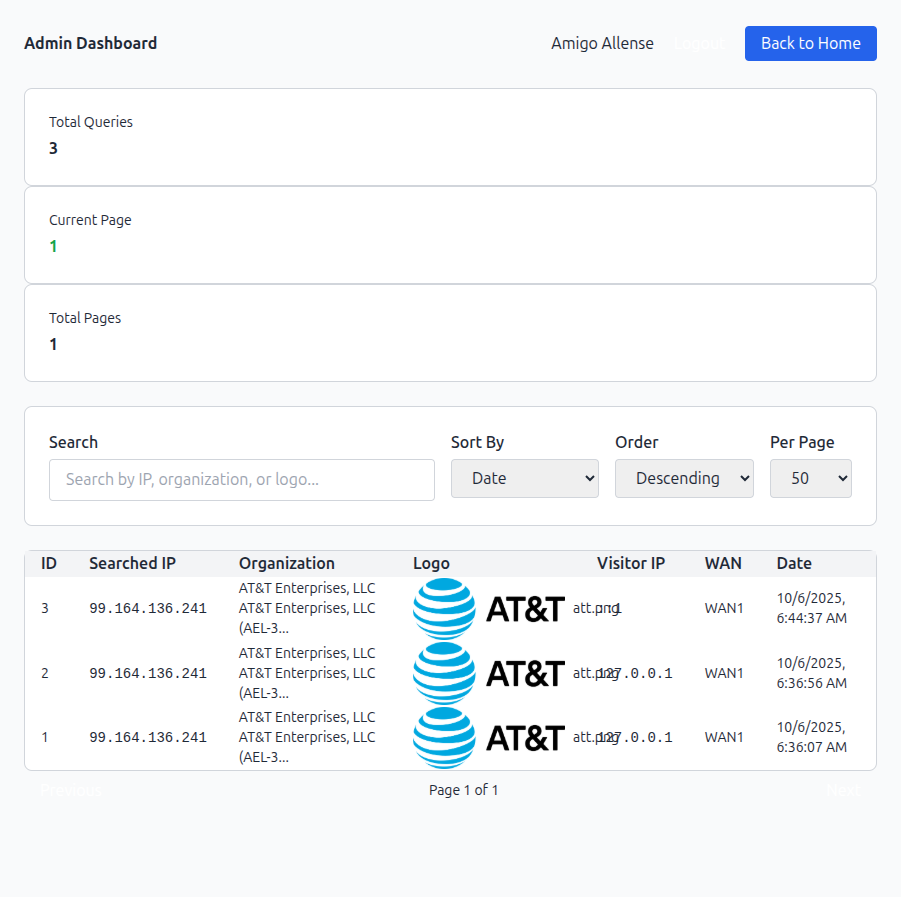 Admin Dashboard
Amigo Allense
Logout
Back to Home
Total Queries
3
Current Page
1
Total Pages
1
Search
Sort By
Order
Per Page
Search by IP, organization, or logo...
Date
Descending
50
ID Searched IP Organization Logo Visitor IP WAN Date
3 99.164.136.241
AT&T Enterprises, LLC
AT&T Enterprises, LLC
(AEL-3...
AT&T att.png ::1 WAN1
10/6/2025,
6:44:37 AM
2 99.164.136.241
AT&T Enterprises, LLC
AT&T Enterprises, LLC
(AEL-3...
AT&T att.png 127.0.0.1 WAN1
10/6/2025,
6:36:56 AM
1 99.164.136.241
AT&T Enterprises, LLC
AT&T Enterprises, LLC
(AEL-3...
AT&T att.png 127.0.0.1 WAN1
10/6/2025,
6:36:07 AM
Previous
Page 1 of 1
Next